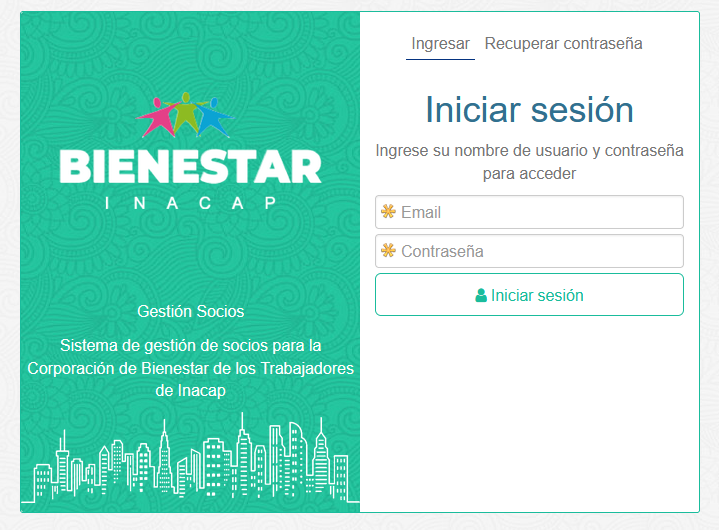 BIENESTAR
INACAP
Gestión Socios
Sistema de gestión de socios para la
Corporación de Bienestar de los Trabajadores
de Inacap
Ingresar Recuperar contraseña
Iniciar sesión
Ingrese su nombre de usuario y contraseña
para acceder
Email
Contraseña
Iniciar sesión